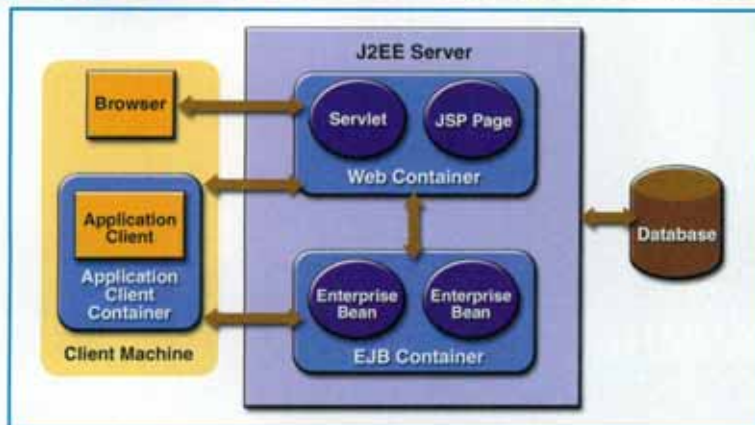 J2EE Server
Browser
Servlet
JSP Page
Web Container
Application
Client
Application
Client
Container
Client Machine
Enterprise
Bean
Enterprise
Bean
EJB Container
Database